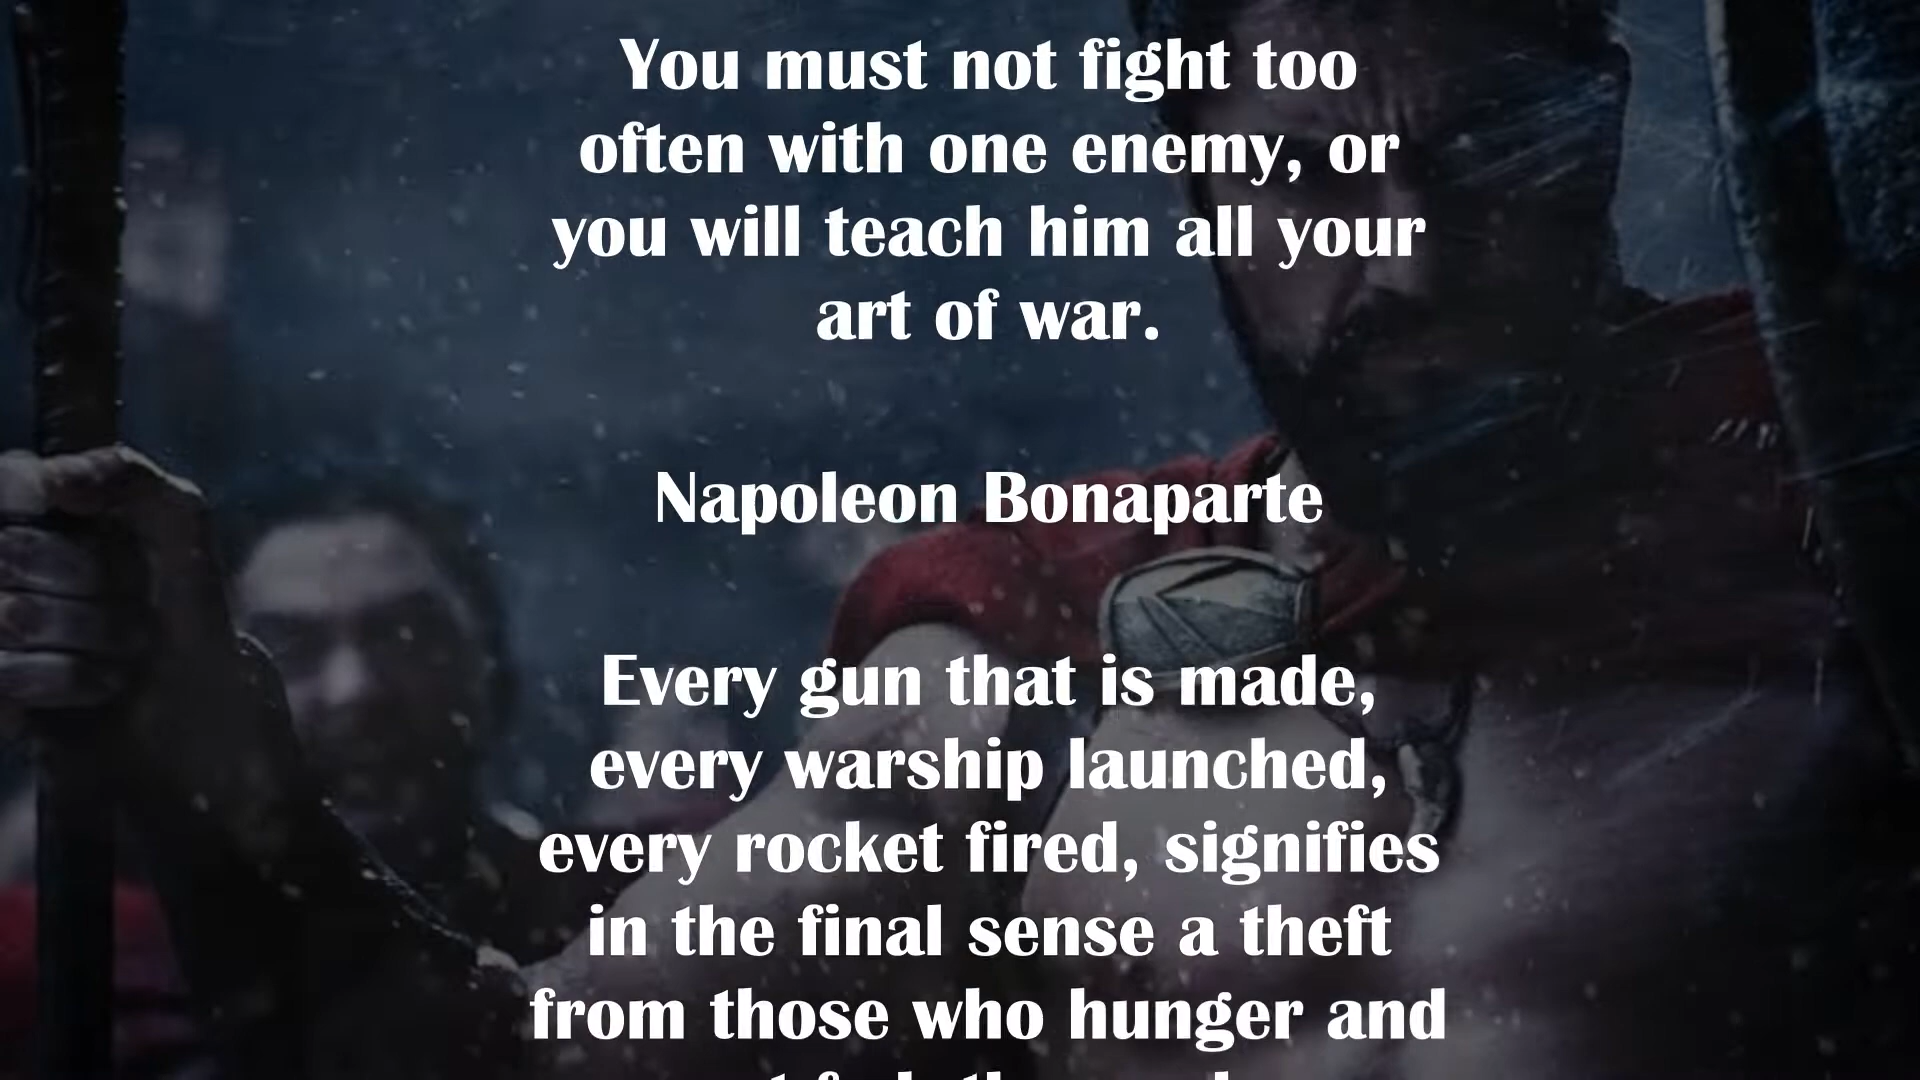 You must not fight too
often with one enemy, or
you will teach him all your
art of war.
Napoleon Bonaparte
Every gun that is made,
every warship launched,
every rocket fired, signifies
in the final sense a theft
from those who hunger and